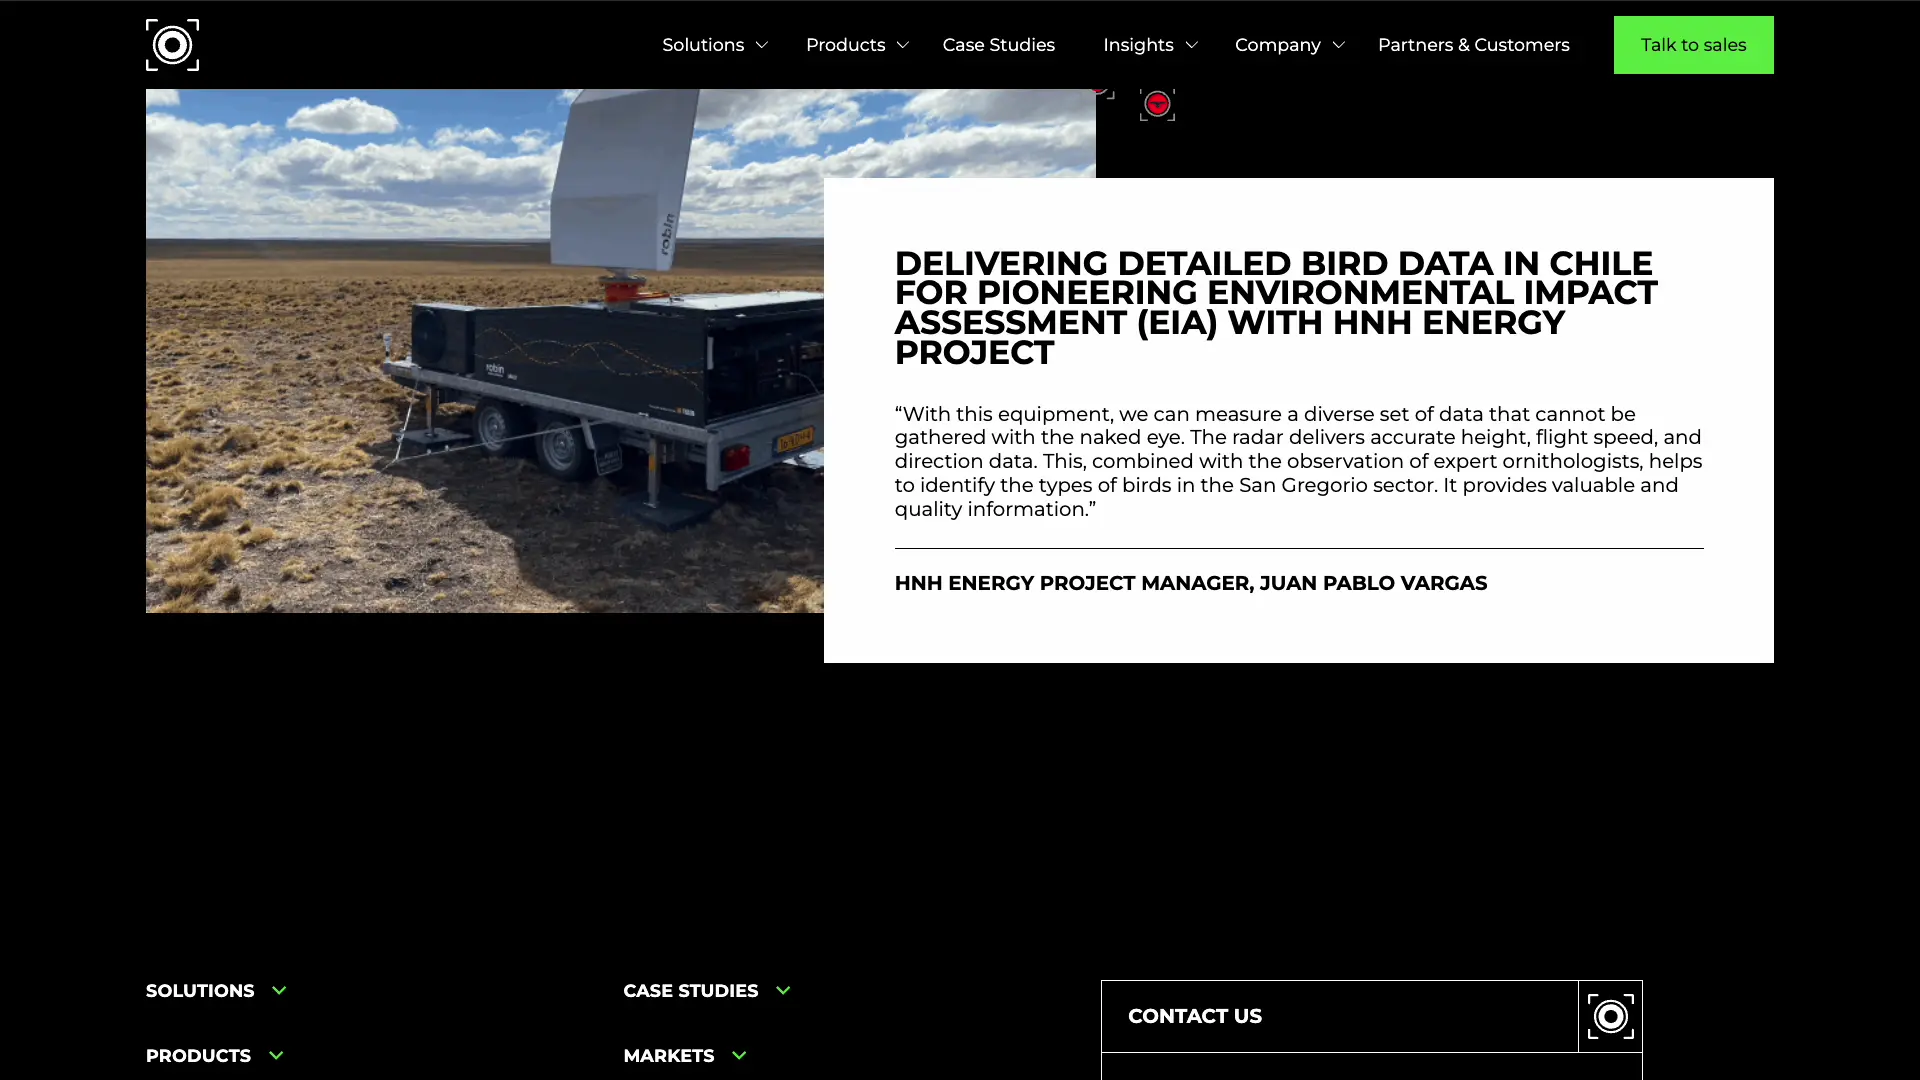 Solutions
Products
Case Studies
Insights
Company
Partners & Customers
Talk to sales
robin
robin
DELIVERING DETAILED BIRD DATA IN CHILE
FOR PIONEERING ENVIRONMENTAL IMPACT
ASSESSMENT (EIA) WITH HNH ENERGY
PROJECT
“With this equipment, we can measure a diverse set of data that cannot be
gathered with the naked eye. The radar delivers accurate height, flight speed, and
direction data. This, combined with the observation of expert ornithologists, helps
to identify the types of birds in the San Gregorio sector. It provides valuable and
quality information.”
HNH ENERGY PROJECT MANAGER, JUAN PABLO VARGAS
SOLUTIONS
CASE STUDIES
CONTACT US
PRODUCTS
MARKETS